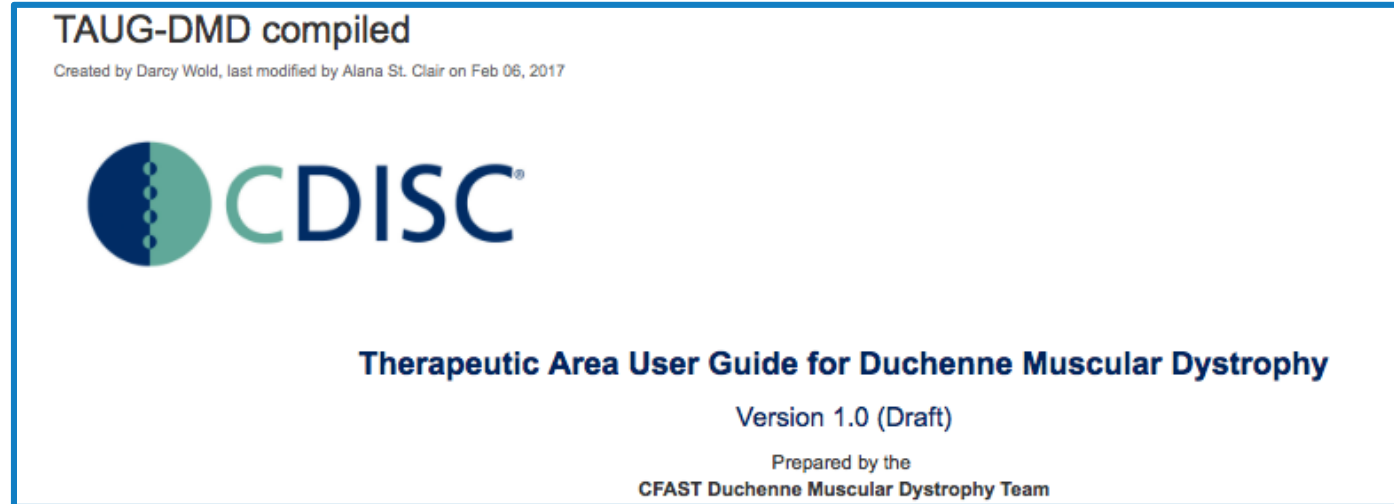 TAUG-DMD compiled
Created by Darcy Wold, last modified by Alana St. Clair on Feb 06, 2017
CDISC®
Therapeutic Area User Guide for Duchenne Muscular Dystrophy
Version 1.0 (Draft)
Prepared by the
CFAST Duchenne Muscular Dystrophy Team